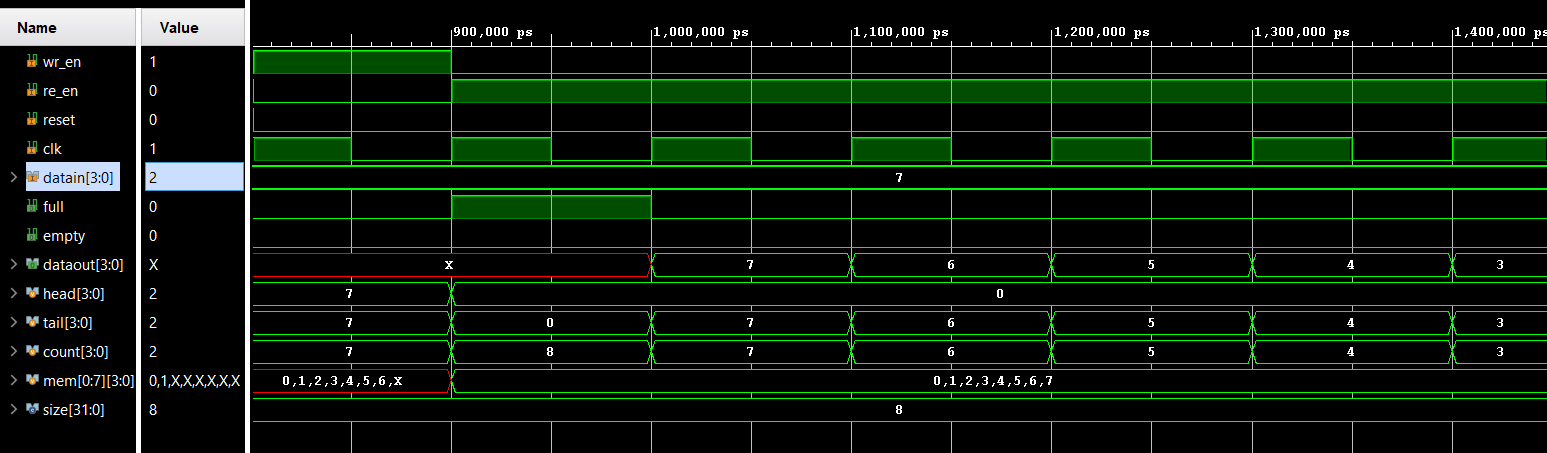 Name Value 900,000 ps 1,000,000 ps 1,100,000 ps 1,200,000 ps 1,300,000 ps 1,400,000 ps
wr_en 1
re_en 0
reset 0
clk 1
datain[3:0] 2 7
full 0
empty 0
dataout[3:0] X X 7 6 5 4 3
head[3:0] 2 7 0
tail[3:0] 2 7 0 7 6 5 4 3
count[3:0] 2 7 8 7 6 5 4 3
mem[0:7][3:0] 0,1,X,X,X,X,X,X 0,1,2,3,4,5,6,X 0,1,2,3,4,5,6,7
size[31:0] 8 8